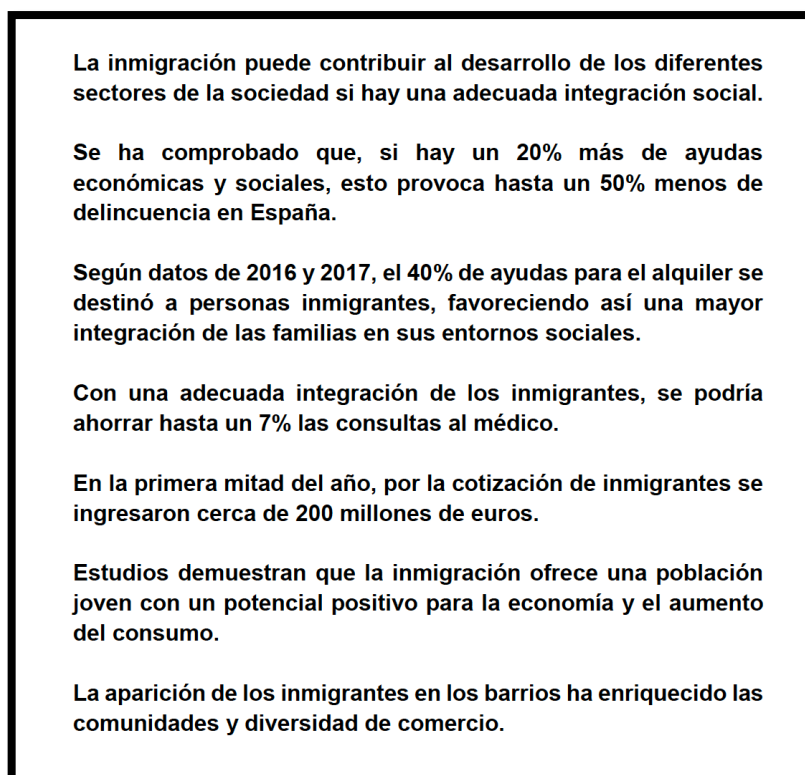 La inmigración puede contribuir al desarrollo de los diferentes
sectores de la sociedad si hay una adecuada integración social.
Se ha comprobado que, si hay un 20% más de ayudas
económicas y sociales, esto provoca hasta un 50% menos de
delincuencia en España.
Según datos de 2016 y 2017, el 40% de ayudas para el alquiler se
destinó a personas inmigrantes, favoreciendo así una mayor
integración de las familias en sus entornos sociales.
Con una adecuada integración de los inmigrantes, se podría
ahorrar hasta un 7% las consultas al médico.
En la primera mitad del año, por la cotización de inmigrantes se
ingresaron cerca de 200 millones de euros.
Estudios demuestran que la inmigración ofrece una población
joven con un potencial positivo para la economía y el aumento
del consumo.
La aparición de los inmigrantes en los barrios ha enriquecido las
comunidades y diversidad de comercio.